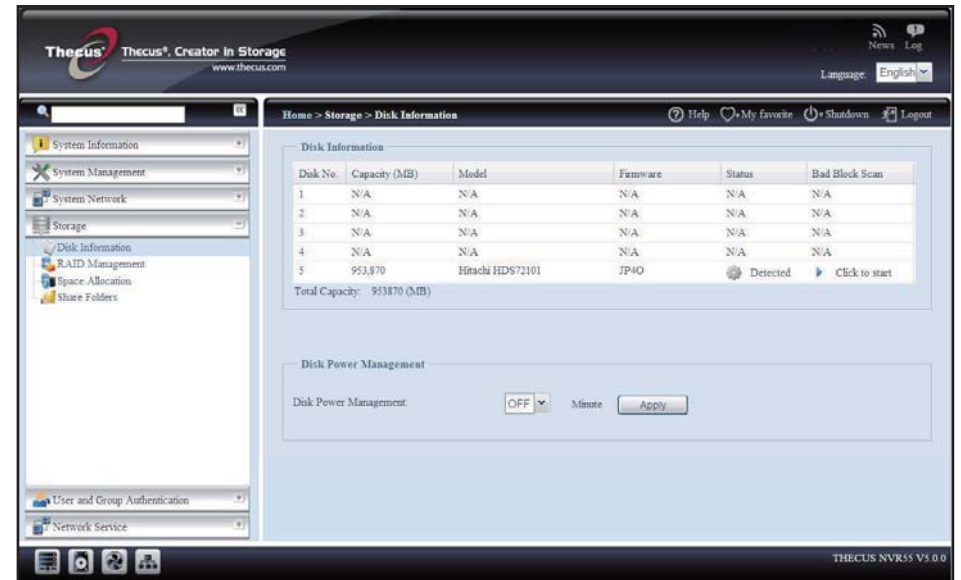 Thecus® Thecus®, Creator in Storage
www.thecus.com
News Log
Language: English
Home > Storage > Disk Information
Help My favorite Shutdown Logout
System Information
System Management
System Network
Storage
Disk Information
RAID Management
Space Allocation
Share Folders
User and Group Authentication
Network Service
Disk Information
Disk No. Capacity (MB) Model Firmware Status Bad Block Scan
1 N/A N/A N/A N/A N/A
2 N/A N/A N/A N/A N/A
3 N/A N/A N/A N/A N/A
4 N/A N/A N/A N/A N/A
5 953,870 Hitachi HDS72101 JP4O Detected Click to start
Total Capacity: 953870 (MB)
Disk Power Management
Disk Power Management: OFF Minute Apply
THECUS NVR55 V5.0.0